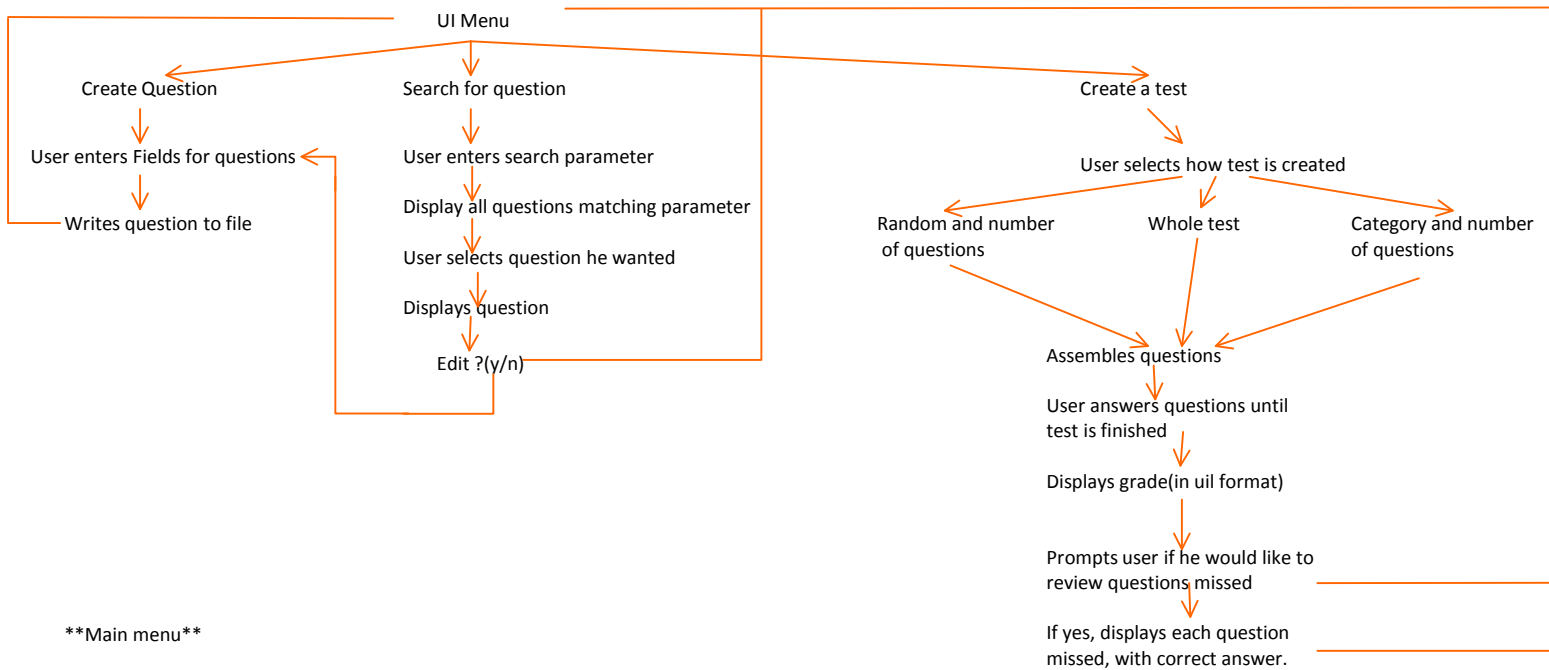 UI Menu
Create Question
User enters Fields for questions
Writes question to file
Search for question
User enters search parameter
Display all questions matching parameter
User selects question he wanted
Displays question
Edit ?(y/n)
Create a test
User selects how test is created
Random and number
of questions
Whole test
Category and number
of questions
Assembles questions
User answers questions until
test is finished
Displays grade(in uil format)
Prompts user if he would like to
review questions missed
If yes, displays each question
missed, with correct answer.
**Main menu**